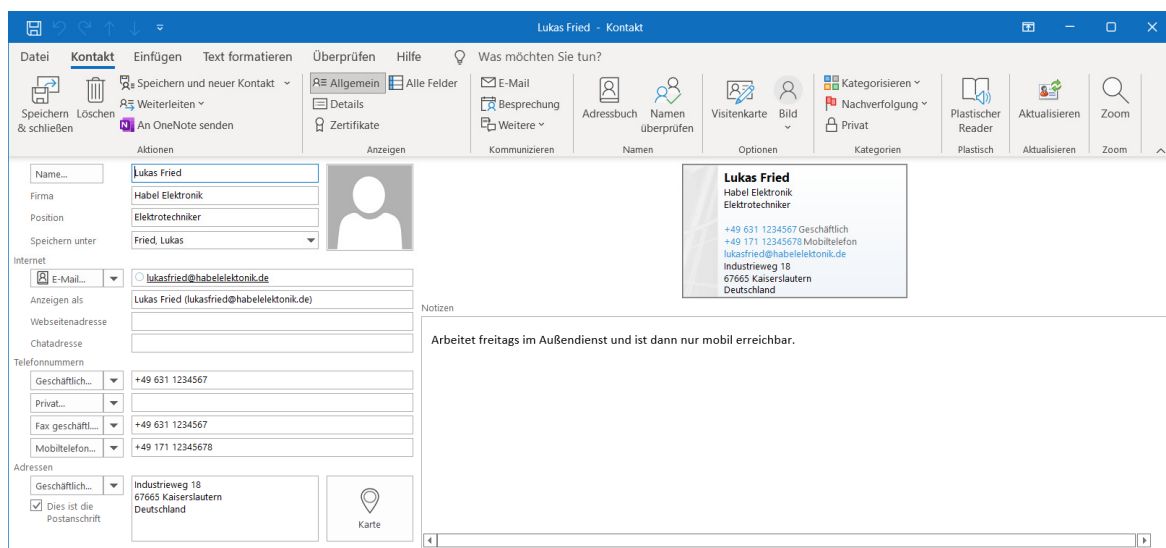 Lukas Fried - Kontakt
Datei Kontakt Einfügen Text formatieren Überprüfen Hilfe Was möchten Sie tun?
Speichern & schließen
Löschen
Speichern und neuer Kontakt
Weiterleiten
An OneNote senden
Aktionen
Allgemein
Alle Felder
Details
Zertifikate
Anzeigen
E-Mail
Besprechung
Weitere
Kommunizieren
Adressbuch
Namen überprüfen
Namen
Visitenkarte
Bild
Optionen
Kategorisieren
Nachverfolgung
Privat
Kategorien
Plastischer Reader
Plastisch
Aktualisieren
Aktualisieren
Zoom
Zoom
Name... Lukas Fried
Firma Habel Elektronik
Position Elektrotechniker
Speichern unter Fried, Lukas
Internet
E-Mail... lukasfried@habelelektonik.de
Anzeigen als Lukas Fried (lukasfried@habelelektonik.de)
Webseitenadresse
Chatadresse
Telefonnummern
Geschäftlich... +49 631 1234567
Privat...
Fax geschäftl.... +49 631 1234567
Mobiltelefon... +49 171 12345678
Adressen
Geschäftlich... Industrieweg 18
67665 Kaiserslautern
Deutschland
Dies ist die
Postanschrift
Karte
Lukas Fried
Habel Elektronik
Elektrotechniker
+49 631 1234567 Geschäftlich
+49 171 12345678 Mobiltelefon
lukasfried@habelelektonik.de
Industrieweg 18
67665 Kaiserslautern
Deutschland
Notizen
Arbeitet freitags im Außendienst und ist dann nur mobil erreichbar.